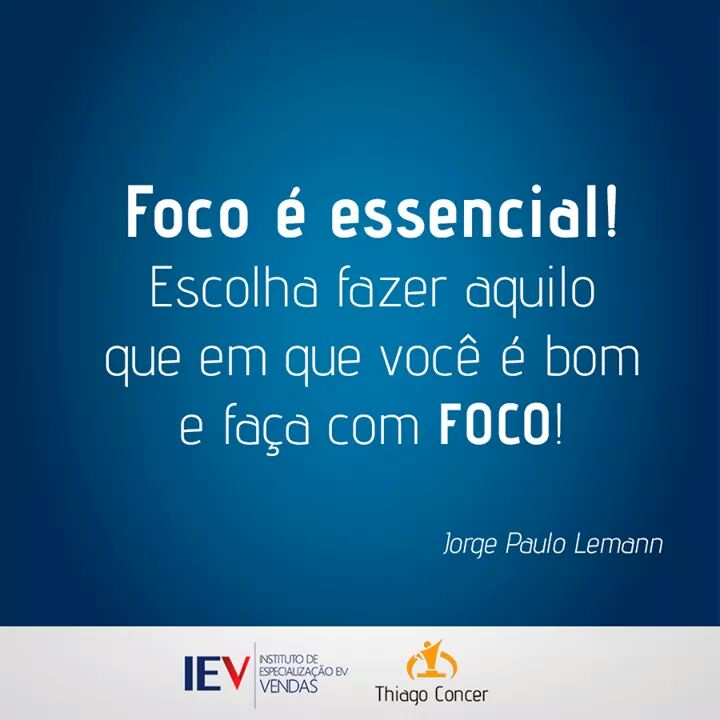 Foco é essencial!
Escolha fazer aquilo
que em que você é bom
e faça com FOCO!
Jorge Paulo Lemann
IEV
INSTITUTO DE
ESPECIALIZAÇÃO EM
VENDAS
Thiago Concer